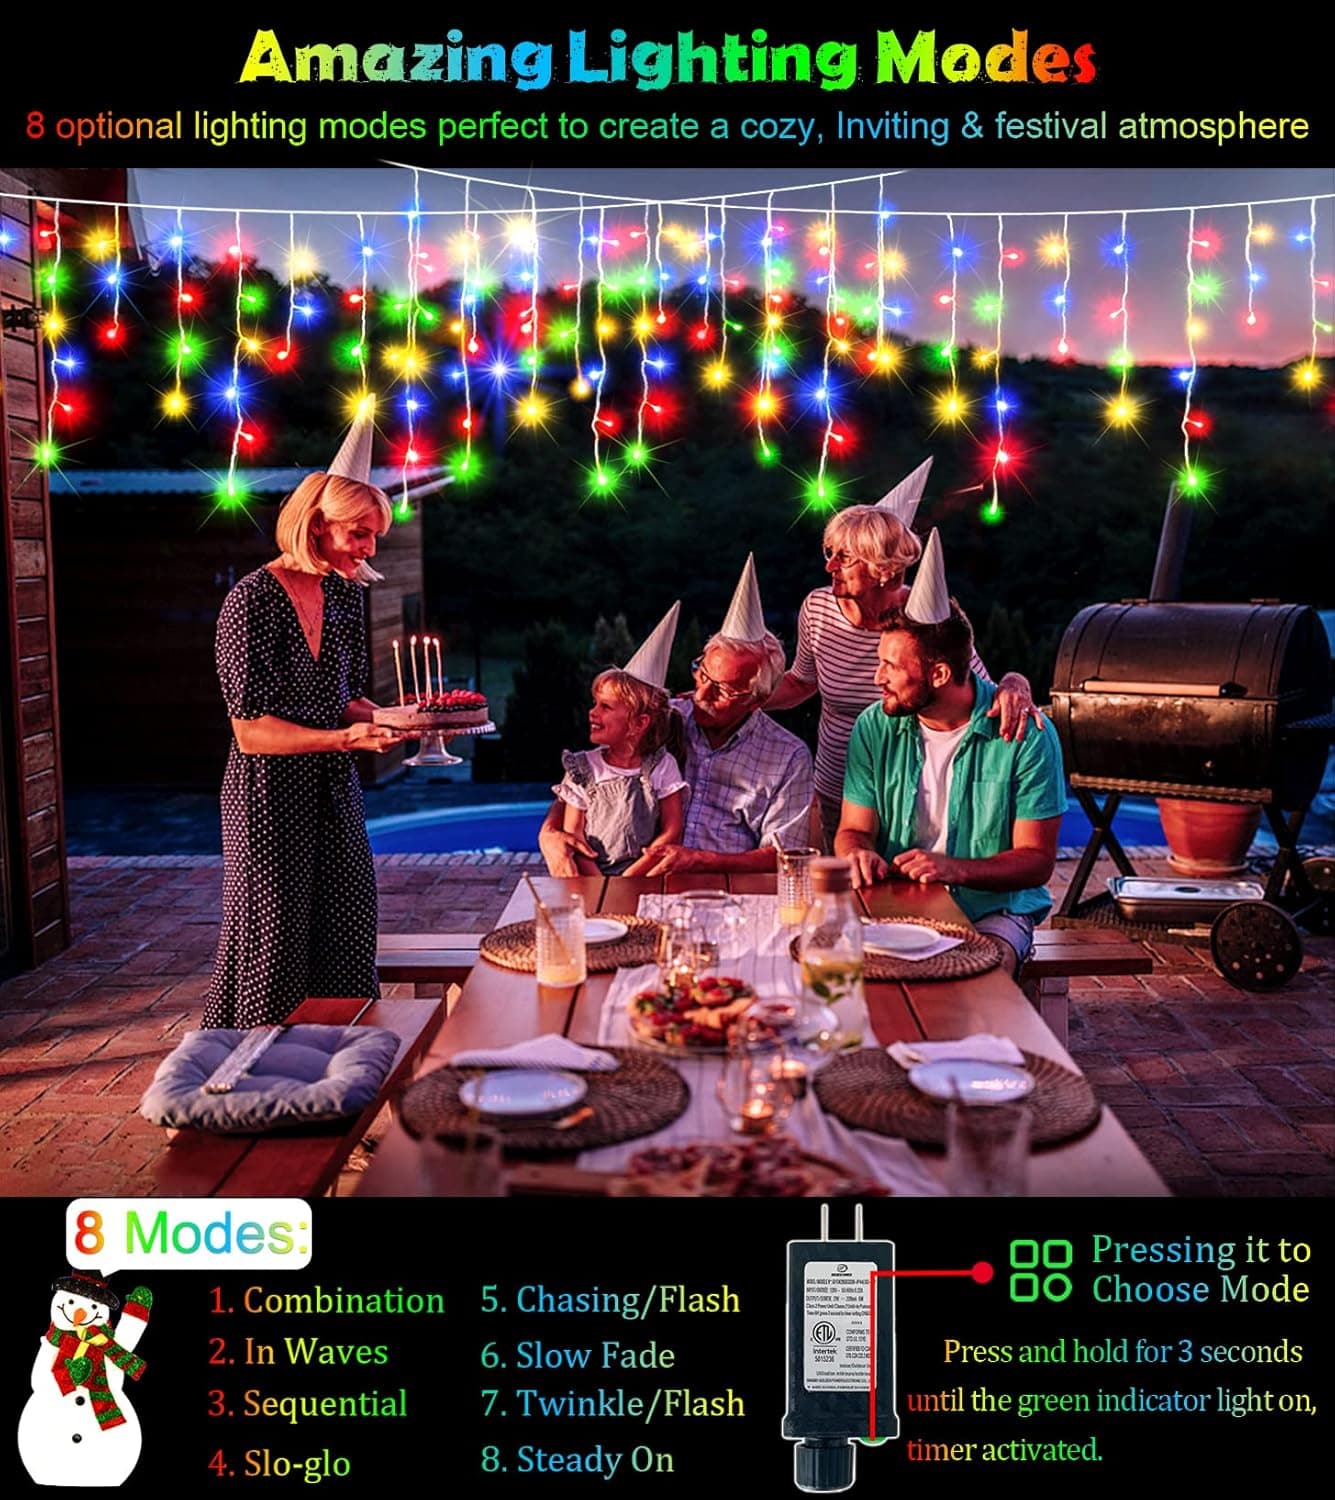 Amazing Lighting Modes
8 optional lighting modes perfect to create a cozy, Inviting & festival atmosphere
8 Modes:
1. Combination
2. In Waves
3. Sequential
4. Slo-glo
5. Chasing/Flash
6. Slow Fade
7. Twinkle/Flash
8. Steady On
ETL
Intertek
5015236
Pressing it to
Choose Mode
Press and hold for 3 seconds
until the green indicator light on,
timer activated.